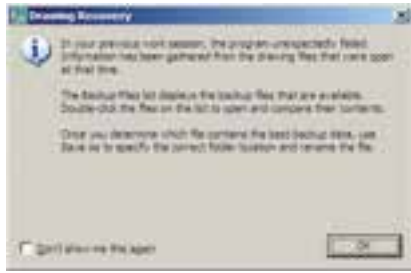 Drawing Recovery
In your previous work session, the program unexpectedly failed.
Information has been gathered from the drawing files that were open
at that time.
The Backup Files list displays the backup files that are available.
Double-click the files on the list to open and compare their contents.
Once you determine which file contains the best backup data, use
Save as to specify the correct folder location and rename the file.
Don't show me this again
OK